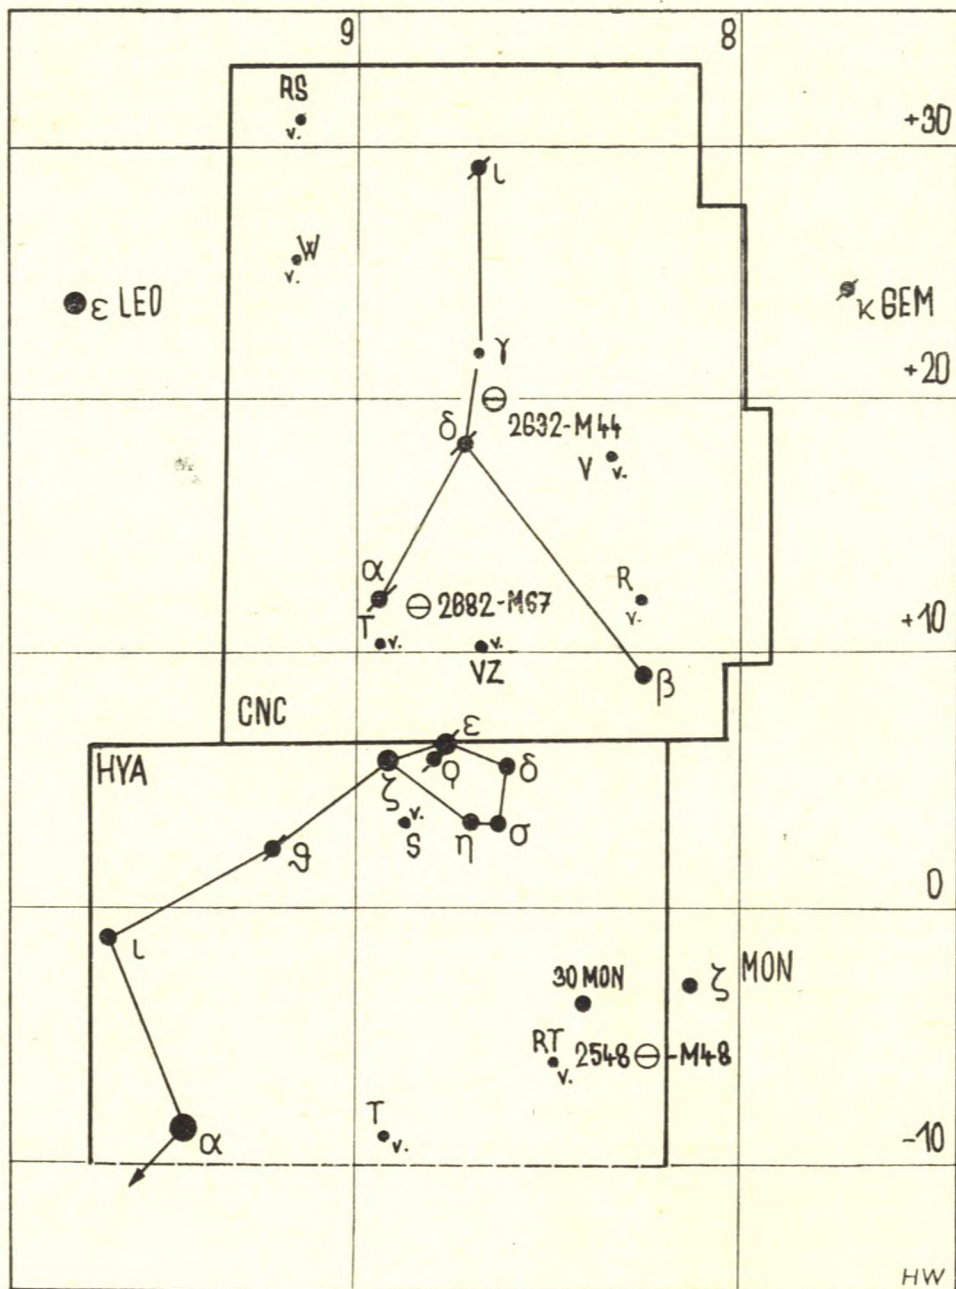 9 8
RS
v.
+30
ι
W
v.
ε LEO
κ GEM
γ
+20
δ
2632-M44
V v.
α
R
v.
2682-M67
T v.
v.
VZ
+10
β
CNC
ε
HYA
ρ
δ
ζ
v.
S
η
σ
ϑ
0
ι
30 MON
ζ MON
RT
v.
2548 -M48
T
v.
α
-10
HW